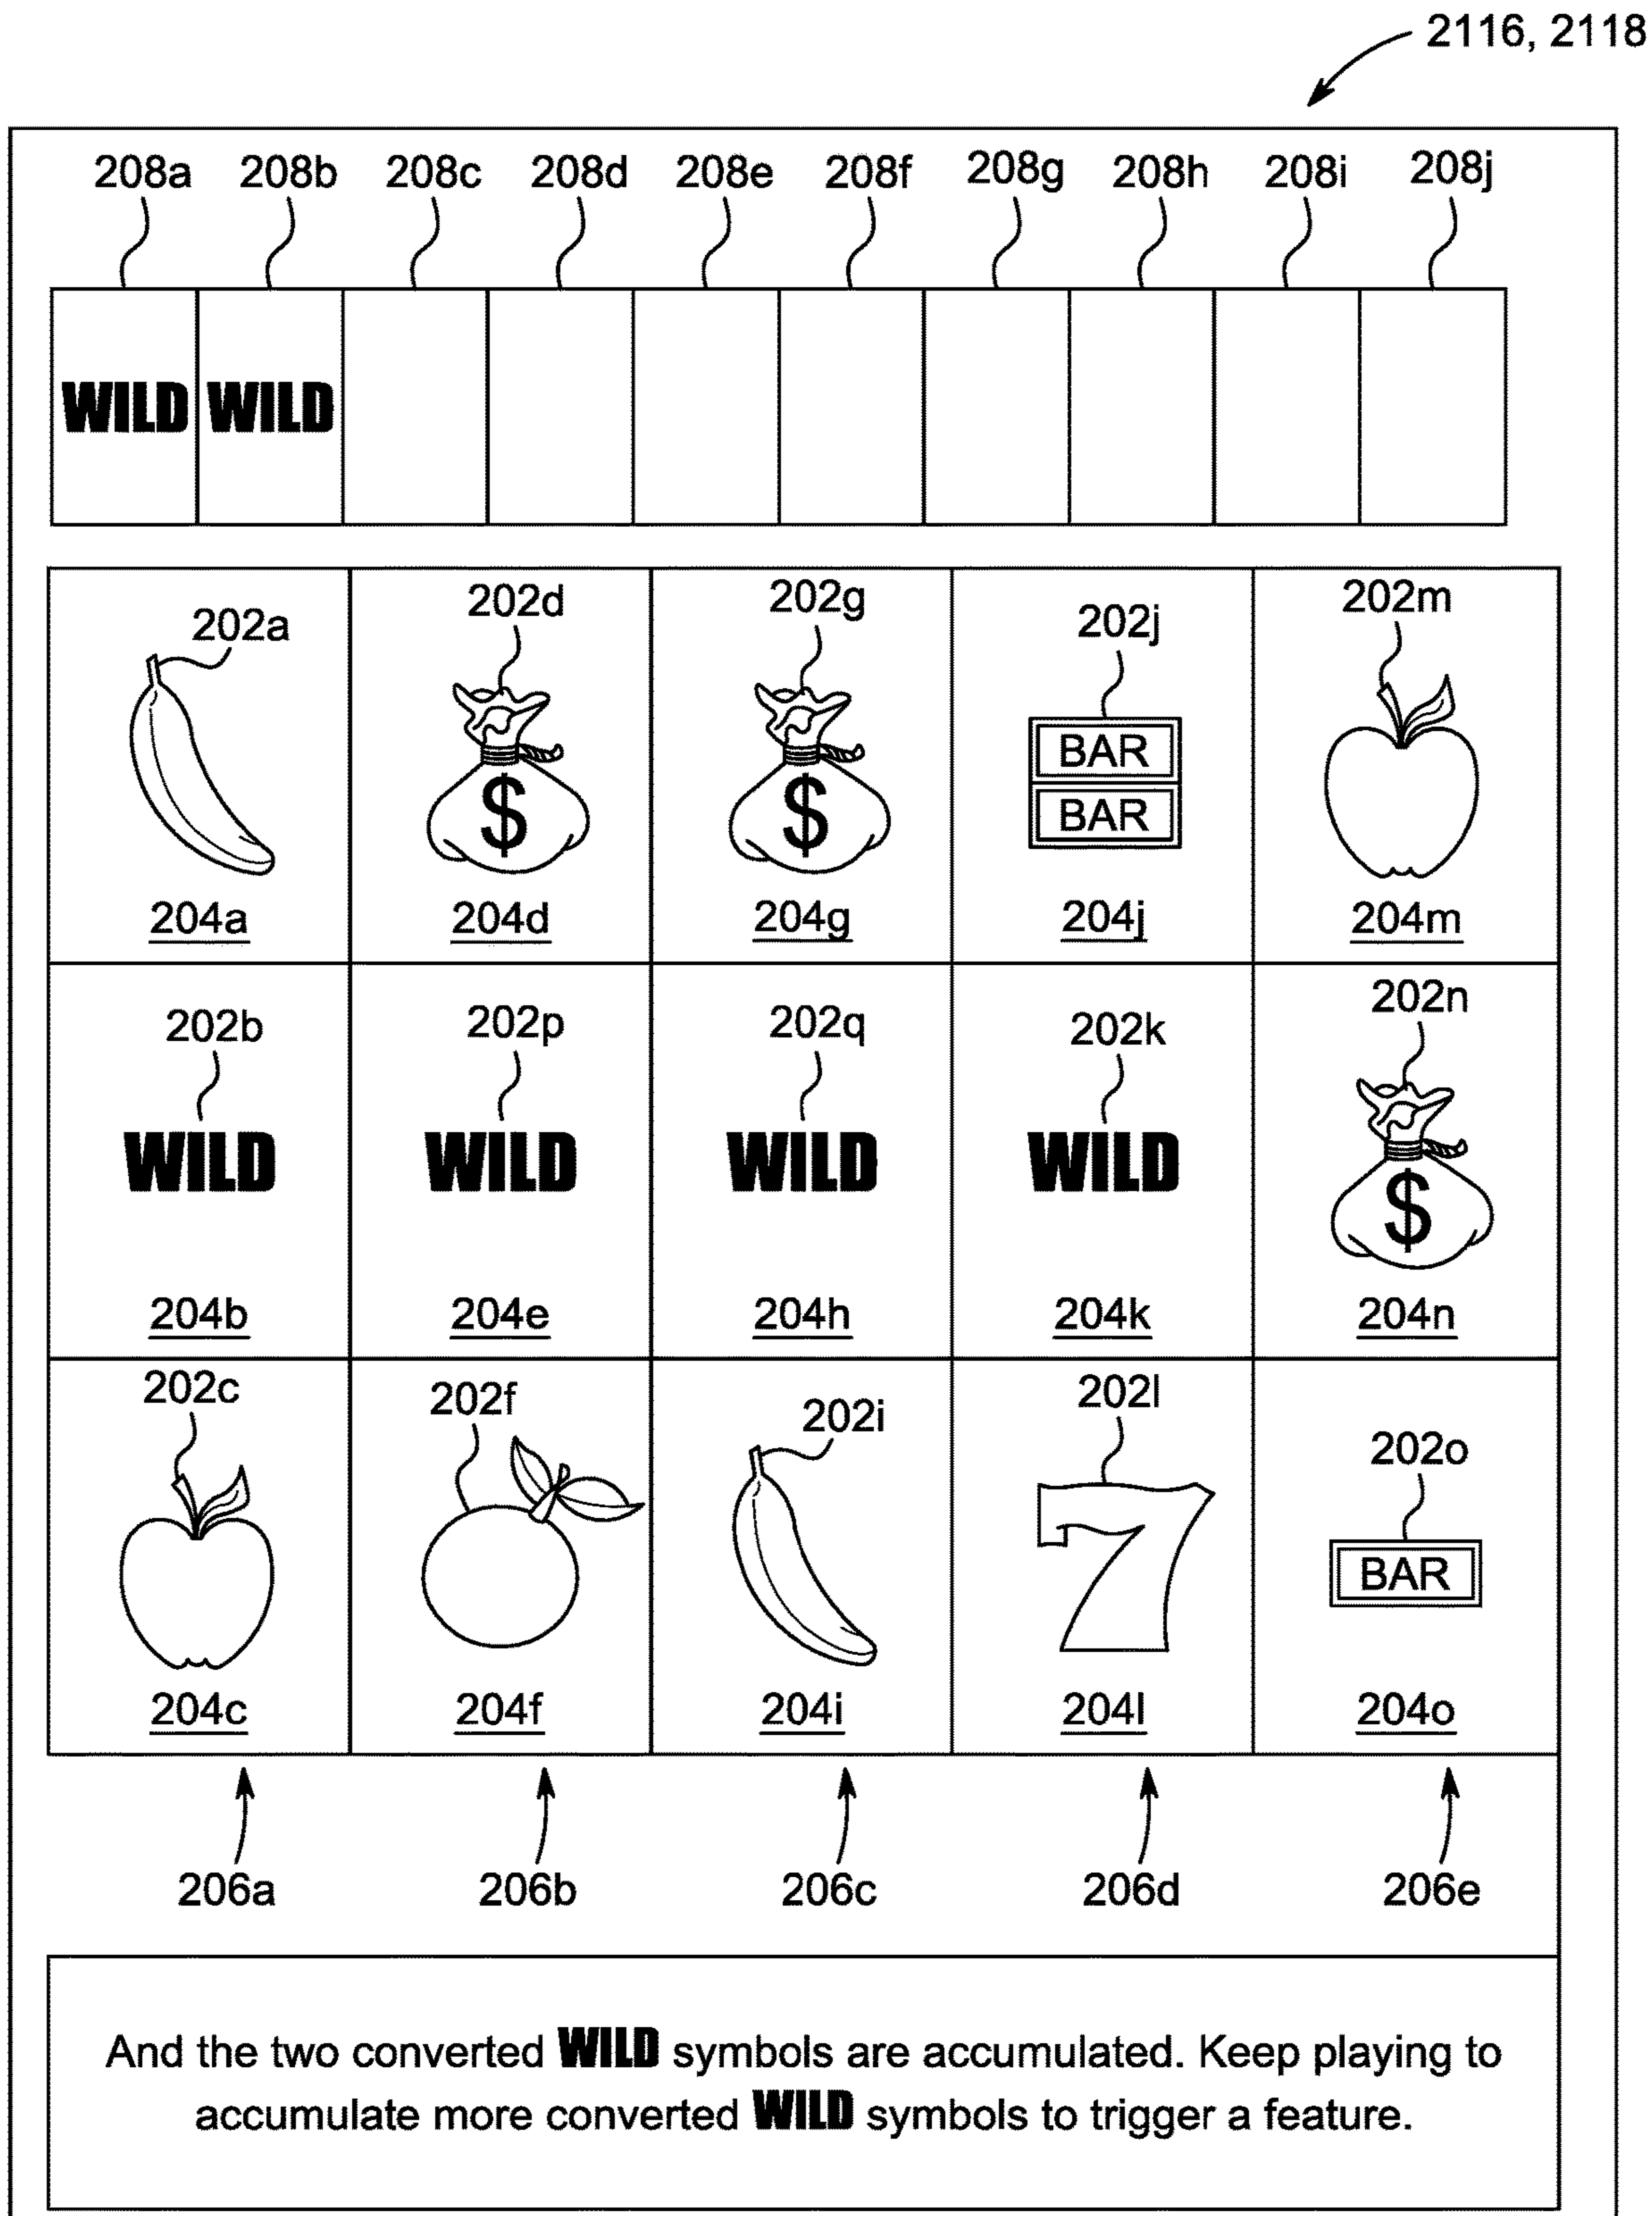 2116, 2118
208a 208b 208c 208d 208e 208f 208g 208h 208i 208j
WILD WILD
202a 202d 202g 202j 202m
$ $ BAR
BAR
204a 204d 204g 204j 204m
202b 202p 202q 202k 202n
WILD WILD WILD WILD $
204b 204e 204h 204k 204n
202c 202f 202i 202l 202o
7 BAR
204c 204f 204i 204l 204o
206a 206b 206c 206d 206e
And the two converted WILD symbols are accumulated. Keep playing to
accumulate more converted WILD symbols to trigger a feature.